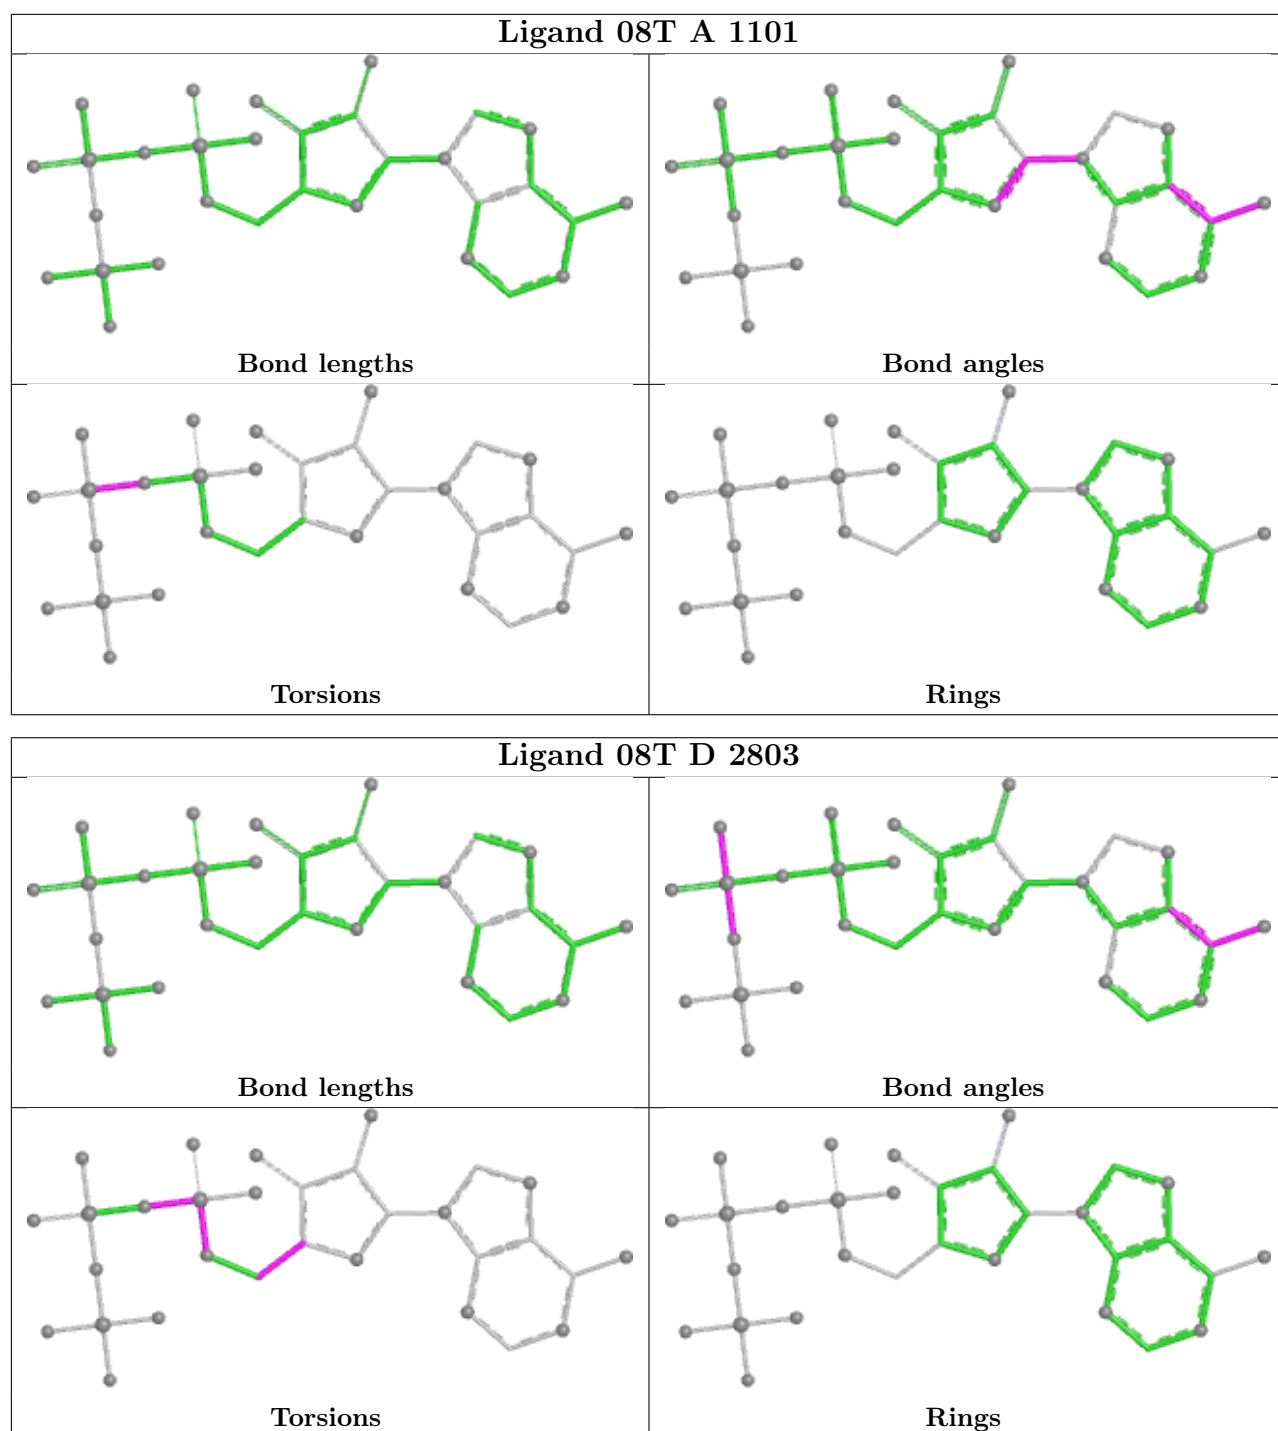 Ligand 08T A 1101
Bond lengths
Bond angles
Torsions
Rings
Ligand 08T D 2803
Bond lengths
Bond angles
Torsions
Rings